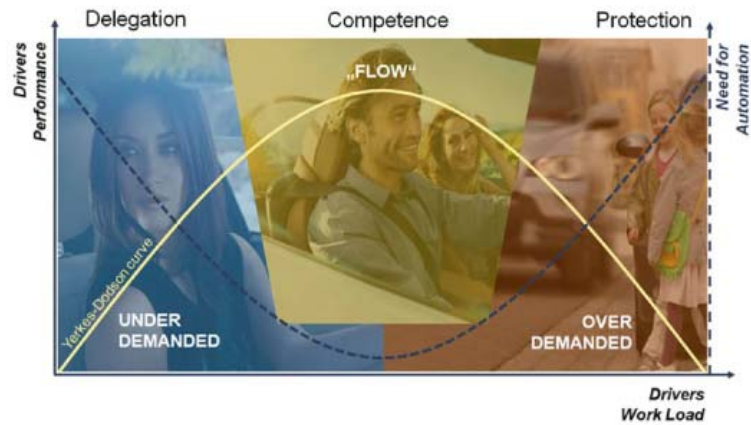 Delegation
Competence
Protection
Drivers
Performance
„FLOW“
Need for
Automation
Yerkes-Dodson curve
UNDER
DEMANDED
OVER
DEMANDED
Drivers
Work Load